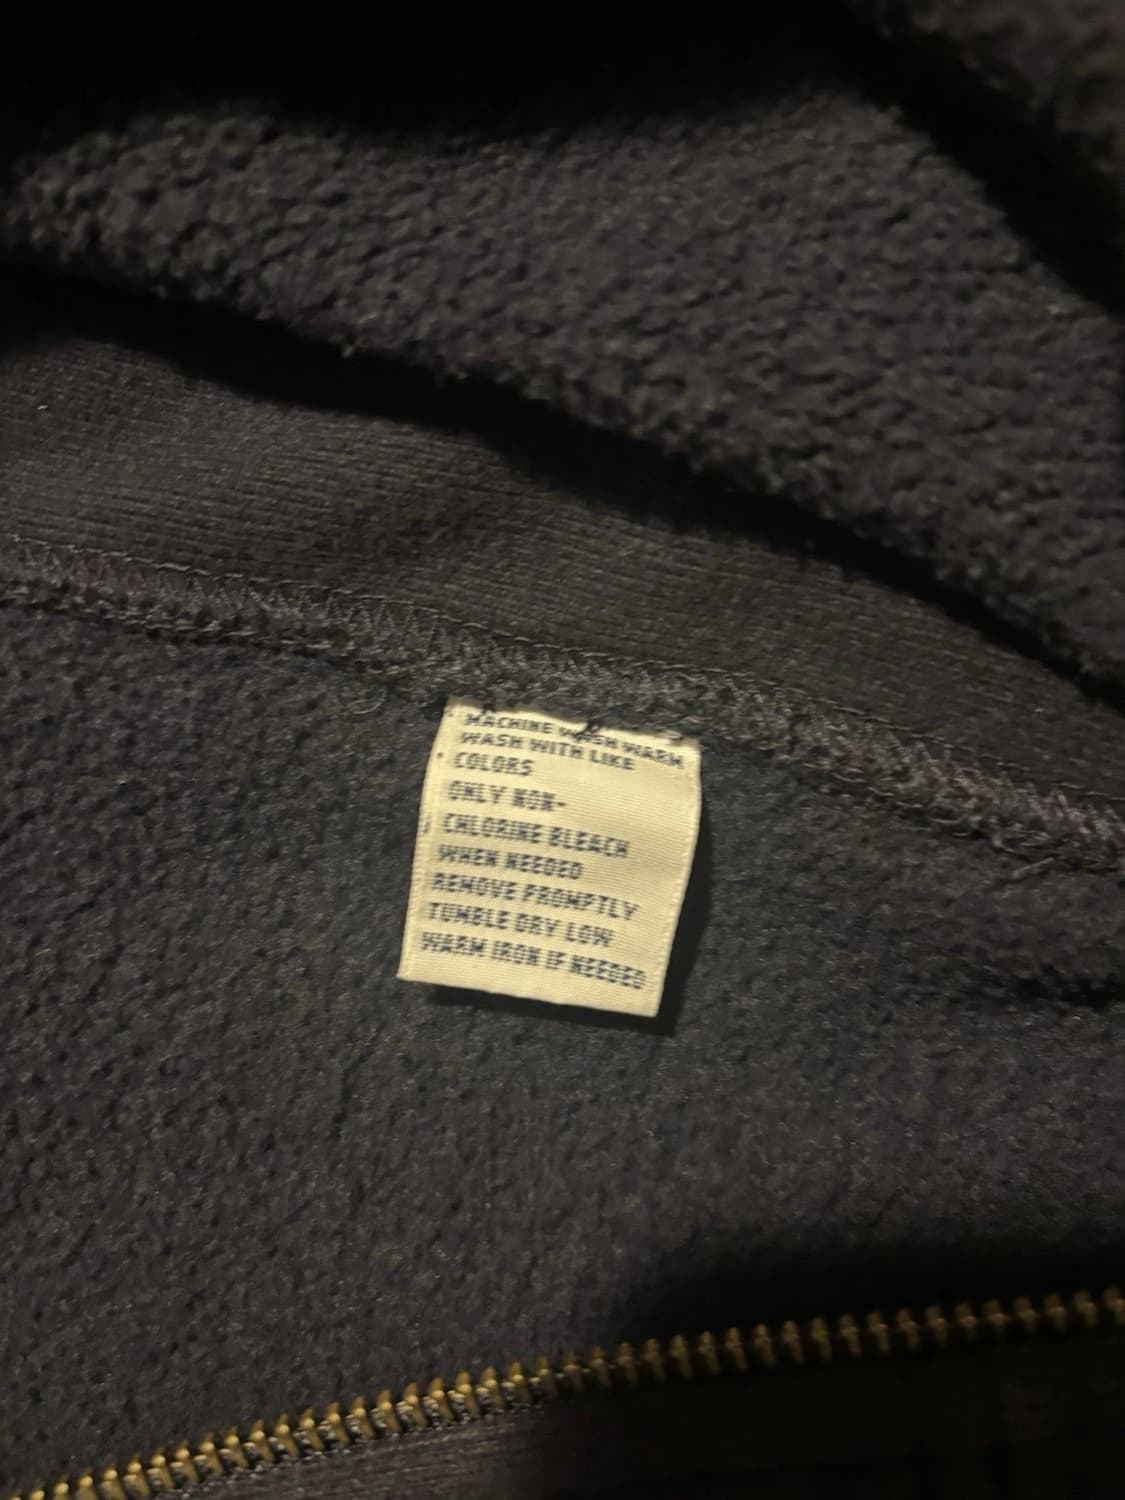 MACHINE WASH WARM
WASH WITH LIKE
COLORS
ONLY NON-
CHLORINE BLEACH
WHEN NEEDED
REMOVE PROMPTLY
TUMBLE DRY LOW
WARM IRON IF NEEDED